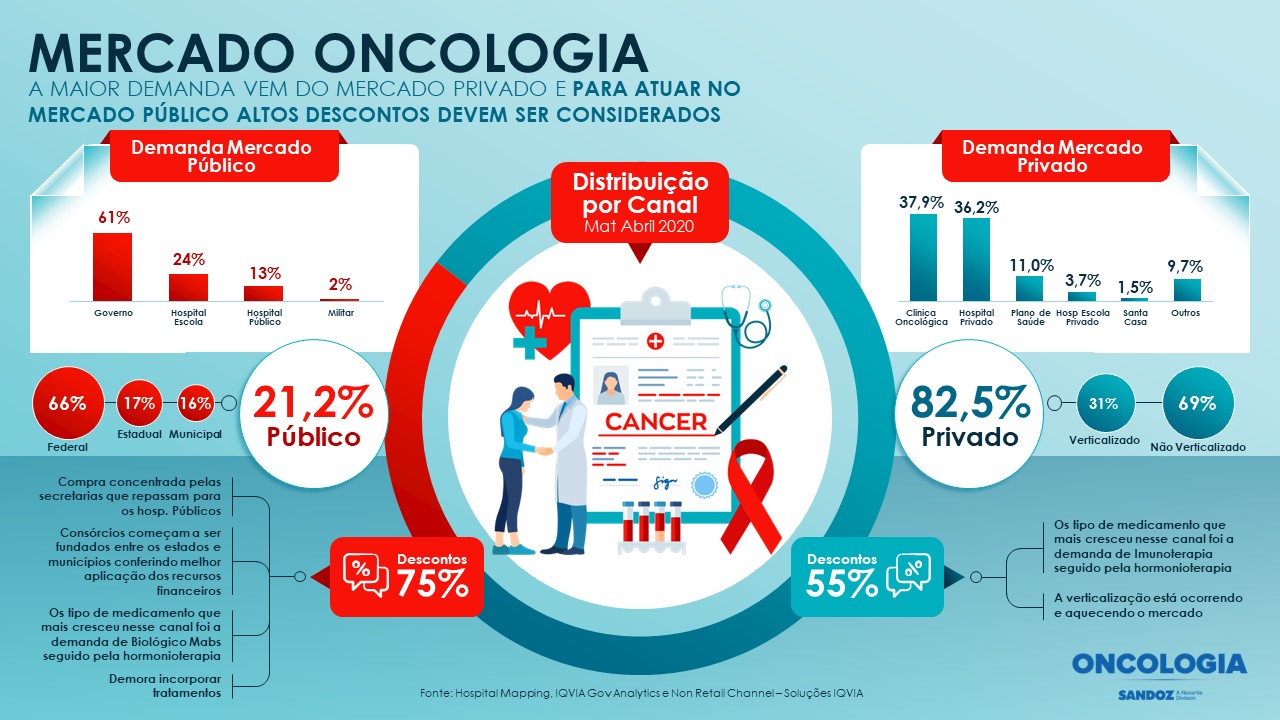 MERCADO ONCOLOGIA
A MAIOR DEMANDA VEM DO MERCADO PRIVADO E PARA ATUAR NO
MERCADO PÚBLICO ALTOS DESCONTOS DEVEM SER CONSIDERADOS
Demanda Mercado
Público
61%
24%
13%
2%
Governo
Hospital
Escola
Hospital
Público
Militar
66%
17%
16%
Federal
Estadual
Municipal
21,2%
Público
Compra concentrada pelas
secretarias que repassam para
os hosp. Públicos
Consórcios começam a ser
fundados entre os estados e
municípios conferindo melhor
aplicação dos recursos
financeiros
Os tipo de medicamento que
mais cresceu nesse canal foi a
demanda de Biológico Mabs
seguido pela hormonioterapia
Demora incorporar
tratamentos
%
Descontos
75%
Distribuição
por Canal
Mat Abril 2020
CANCER
Sign
Demanda Mercado
Privado
37,9%
36,2%
11,0%
3,7%
1,5%
9,7%
Clinica
Oncológica
Hospital
Privado
Plano de
Saúde
Hosp Escola
Privado
Santa
Casa
Outros
82,5%
Privado
31%
69%
Verticalizado
Não Verticalizado
Descontos
55%
%
Os tipo de medicamento que
mais cresceu nesse canal foi a
demanda de Imunoterapia
seguido pela hormonioterapia
A verticalização está ocorrendo
e aquecendo o mercado
Fonte: Hospital Mapping, IQVIA Gov Analytics e Non Retail Channel – Soluções IQVIA
ONCOLOGIA
SANDOZ A Novartis
Division